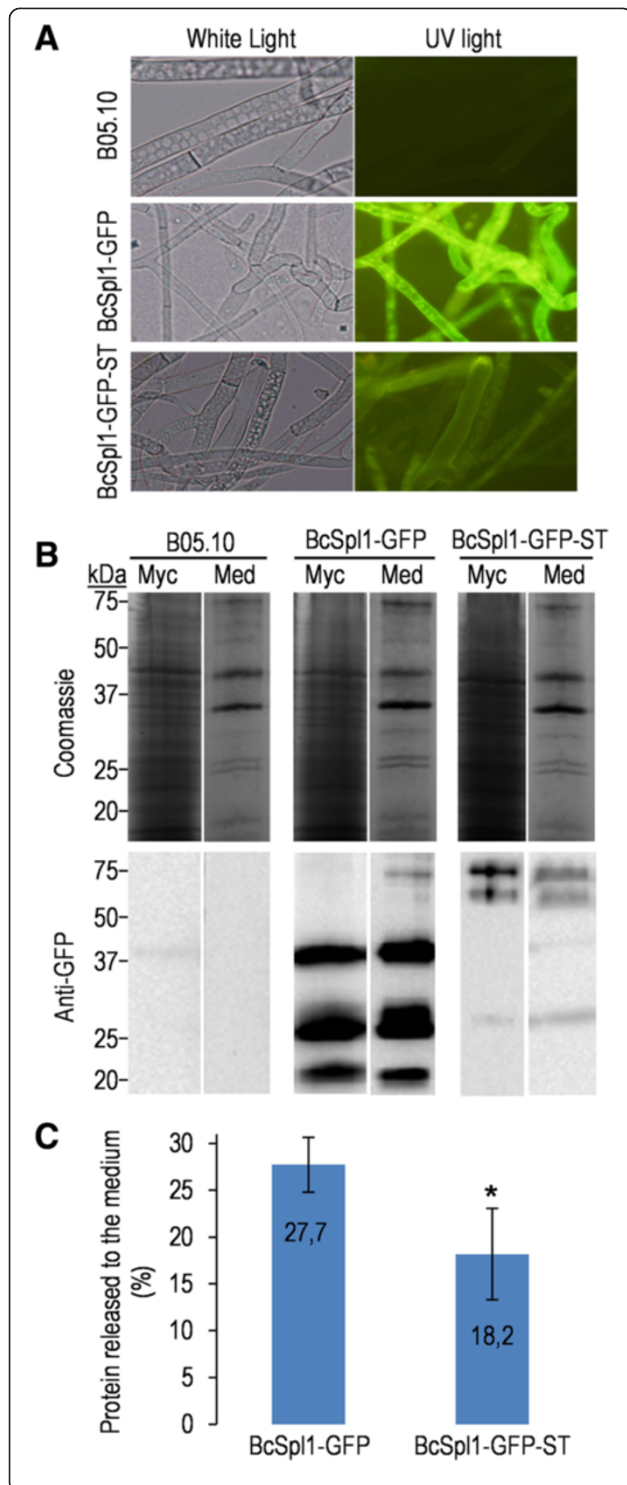 A
White Light UV light
B05.10
BcSpl1-GFP
BcSpl1-GFP-ST
B
B05.10 BcSpl1-GFP BcSpl1-GFP-ST
kDa Myc Med Myc Med Myc Med
Coomassie
75
50
37
25
20
Anti-GFP
75
50
37
25
20
C
Protein released to the medium
(%)
30
25
20
15
10
5
0
27,7
*
18,2
BcSpl1-GFP BcSpl1-GFP-ST